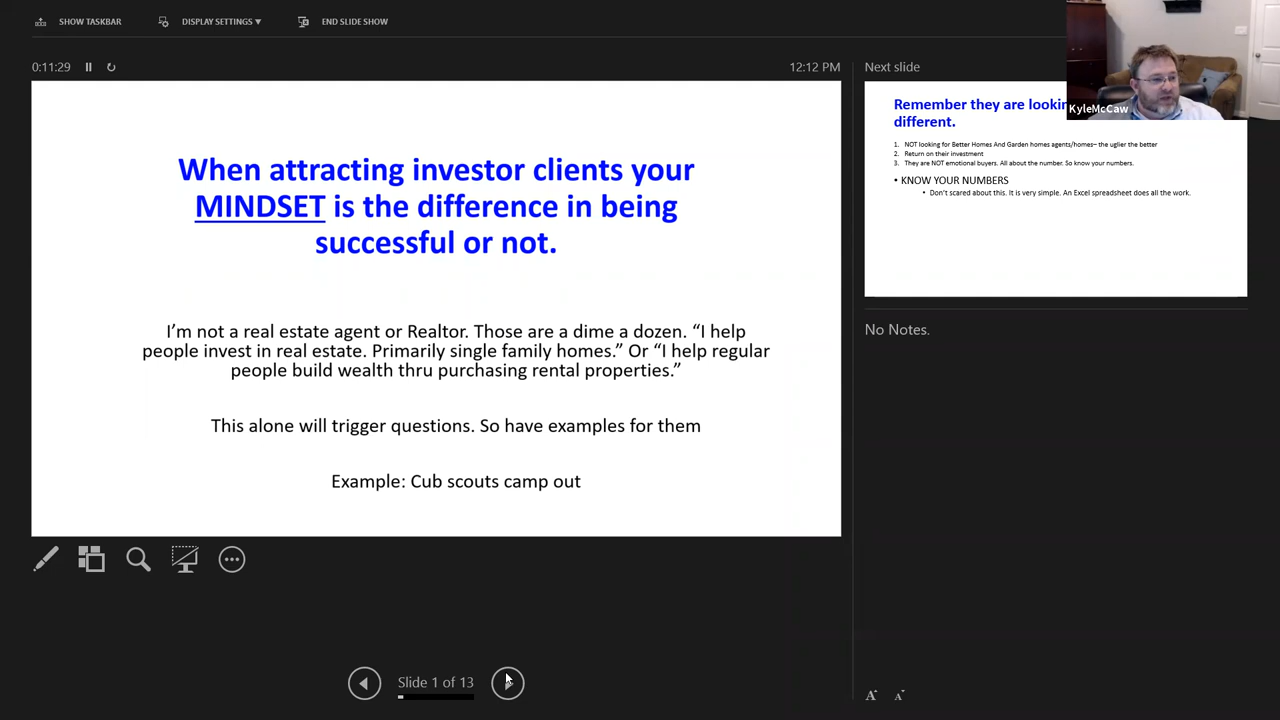 SHOW TASKBAR
DISPLAY SETTINGS ▼
END SLIDE SHOW
0:11:29
12:12 PM
When attracting investor clients your
MINDSET is the difference in being
successful or not.
I'm not a real estate agent or Realtor. Those are a dime a dozen. “I help
people invest in real estate. Primarily single family homes.” Or “I help regular
people build wealth thru purchasing rental properties.”
This alone will trigger questions. So have examples for them
Example: Cub scouts camp out
Slide 1 of 13
Next slide
KyleMcCaw
Remember they are
different.
1. NOT looking for Better Homes And Garden homes agents/homes– the uglier the better
2. Return on their investment
3. They are NOT emotional buyers. All about the number. So know your numbers.
• KNOW YOUR NUMBERS
• Don't scared about this. It is very simple. An Excel spreadsheet does all the work.
No Notes.
A A